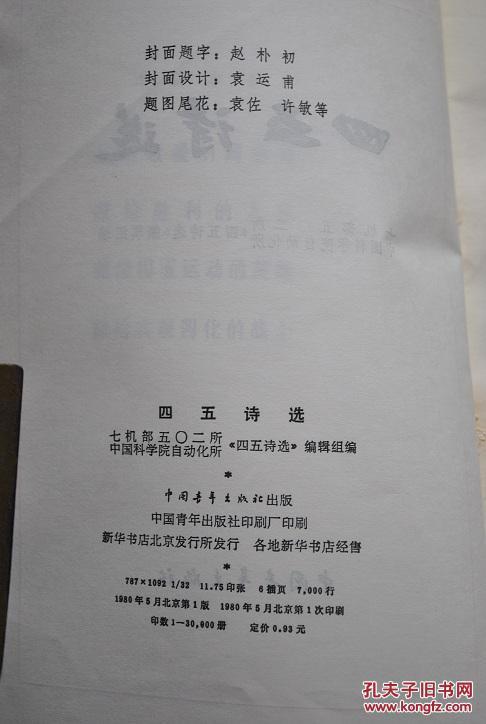 封面题字：赵朴初
封面设计：袁运甫
题图尾花：袁佐 许敏等
四五诗选
七机部五〇二所
中国科学院自动化所
《四五诗选》编辑组编
*
中国青年出版社出版
中国青年出版社印刷厂印刷
新华书店北京发行所发行 各地新华书店经售
*
787×1092 1/32 11.75印张 6插页 7,000行
1980年5月北京第1版 1980年5月北京第1次印刷
印数1—30,000册 定价0.93元
孔夫子旧书网
www.kongfz.com